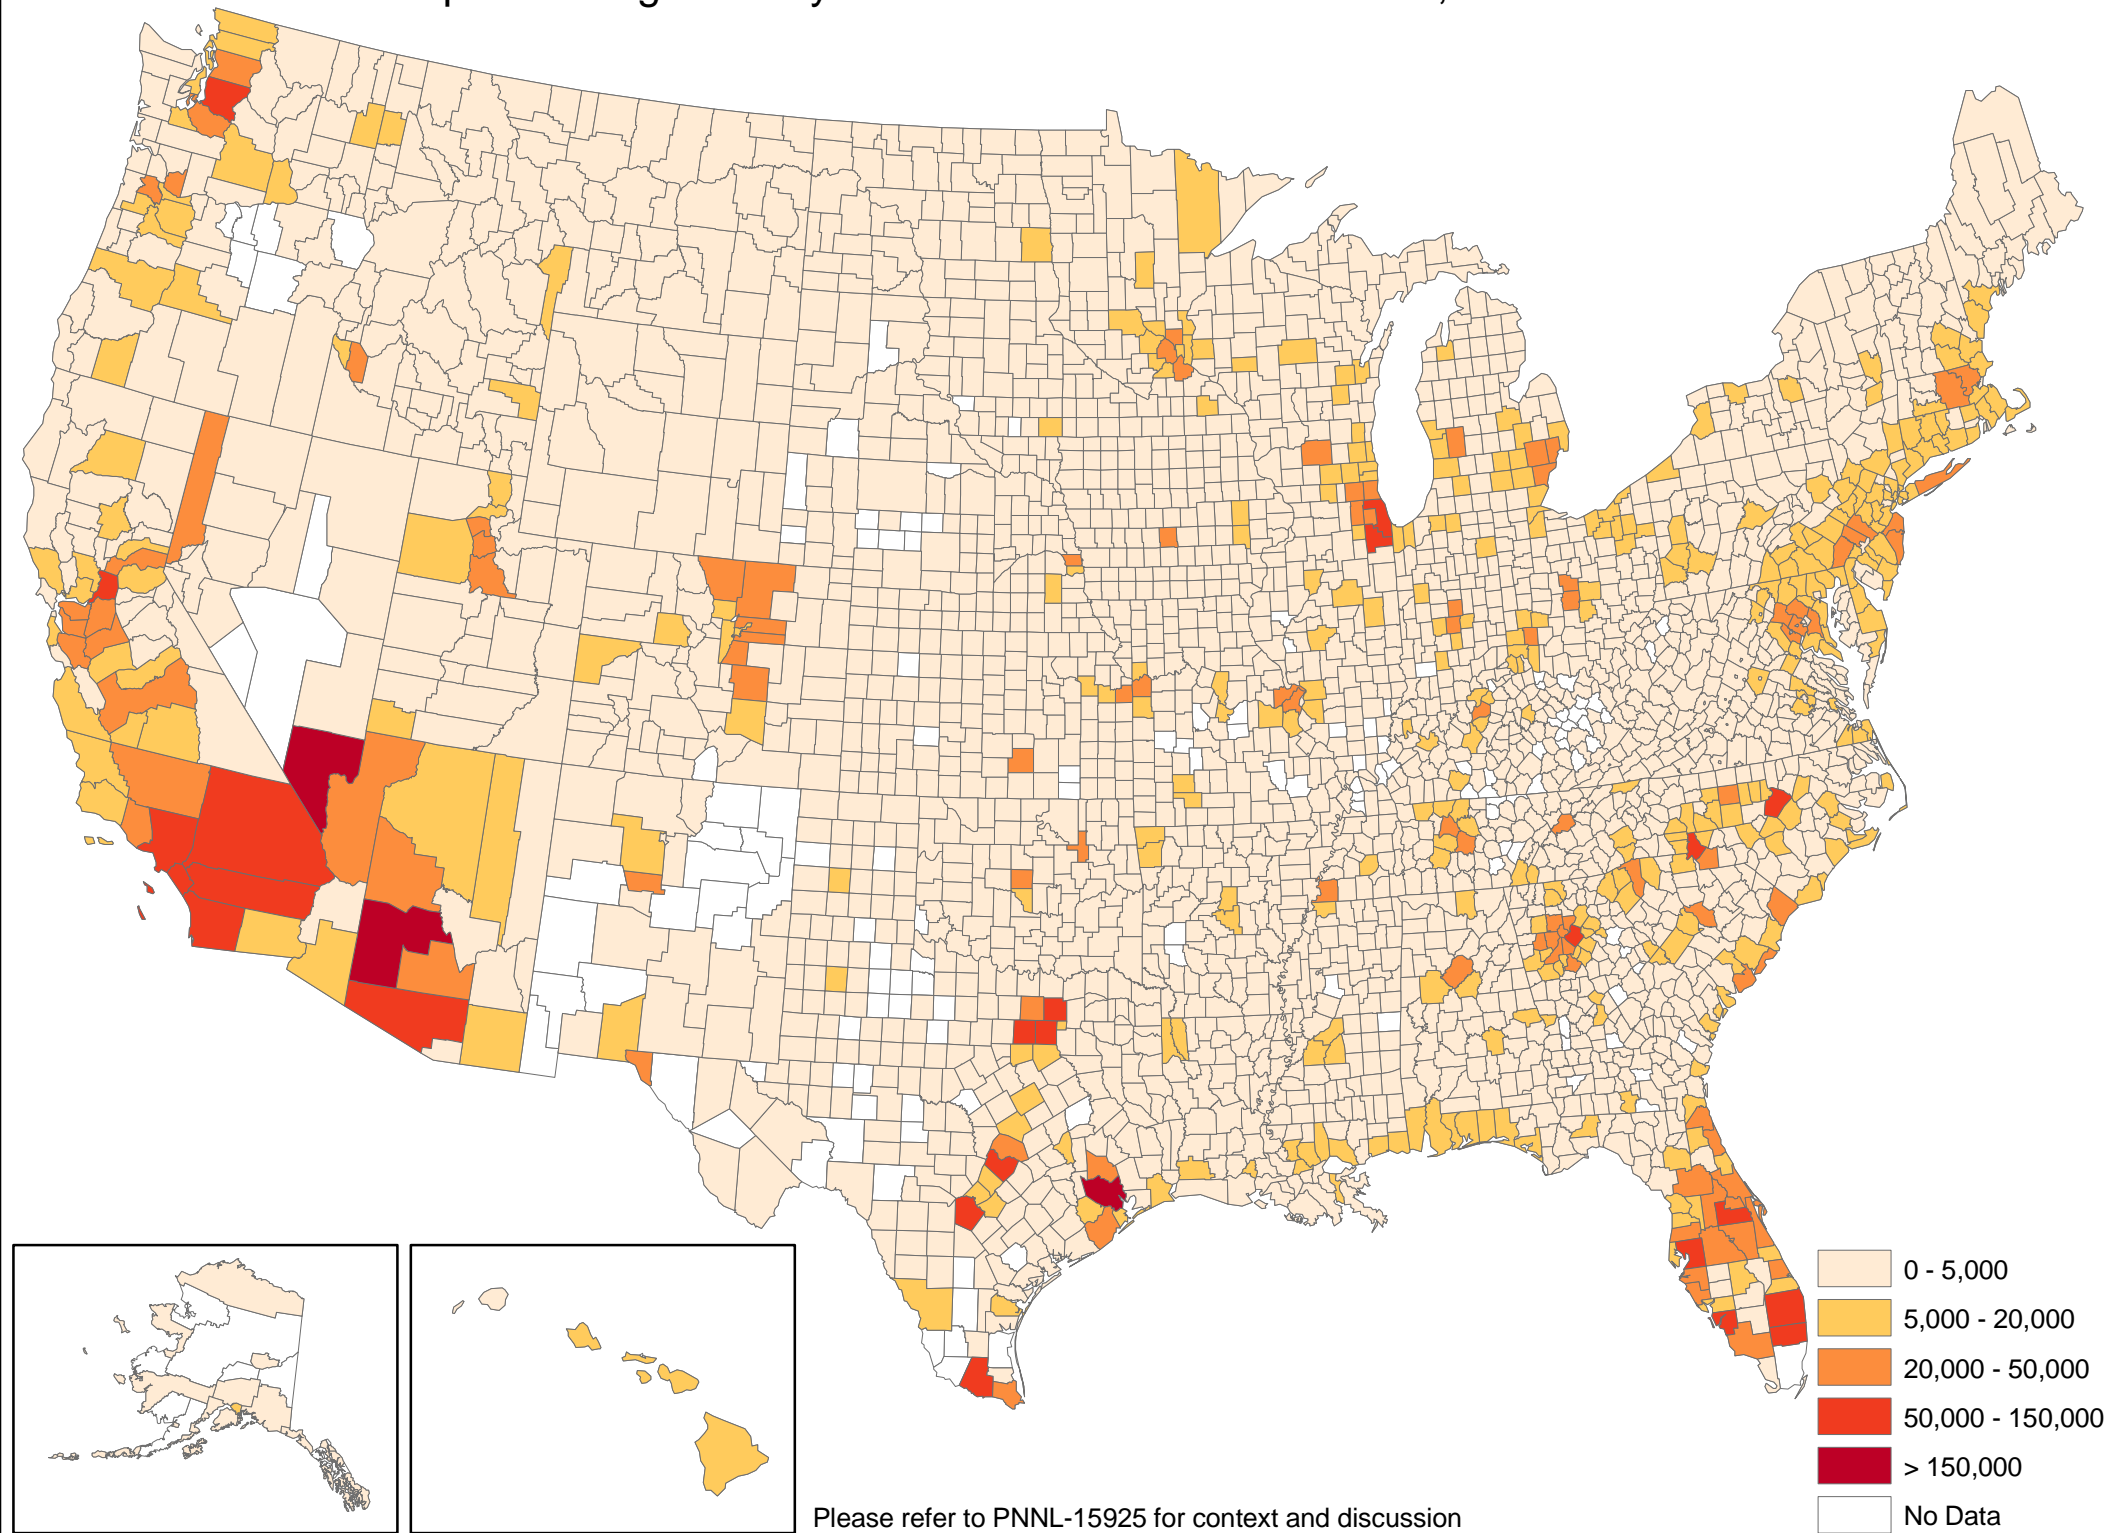 0 - 5,000
5,000 - 20,000
20,000 - 50,000
50,000 - 150,000
> 150,000
No Data
Please refer to PNNL-15925 for context and discussion